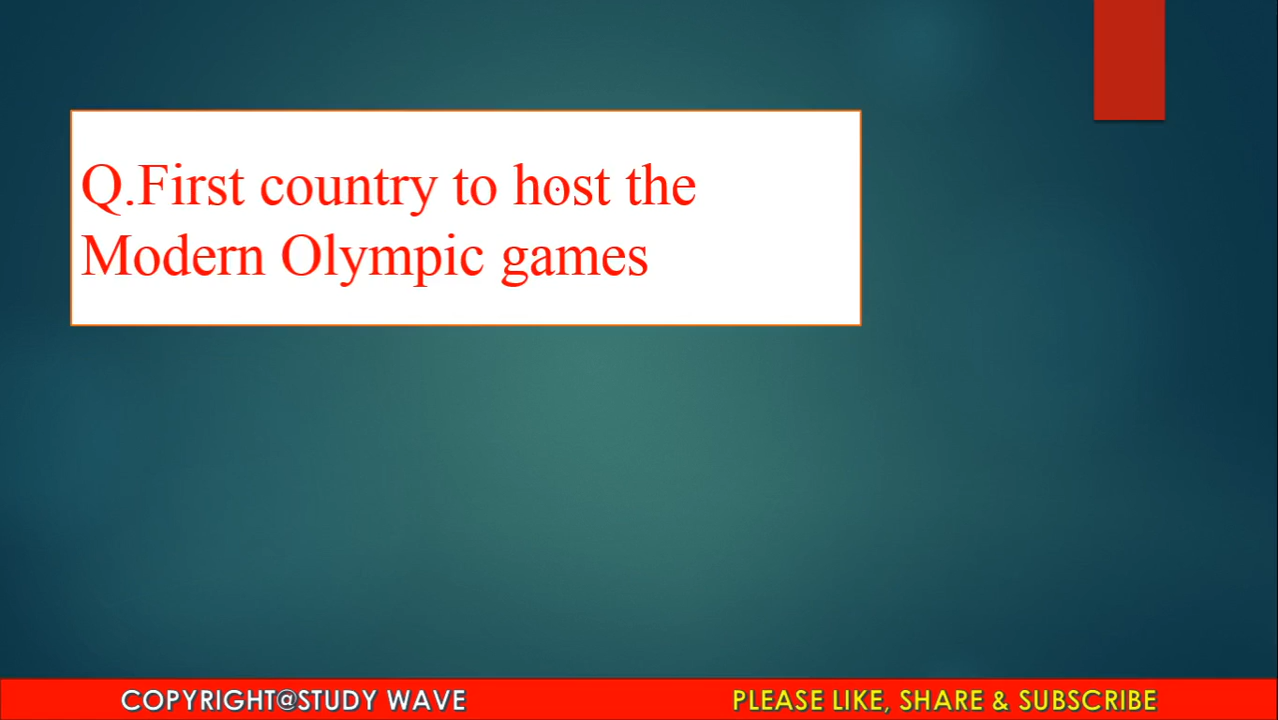 Q.First country to host the
Modern Olympic games
COPYRIGHT@STUDY WAVE
PLEASE LIKE, SHARE & SUBSCRIBE